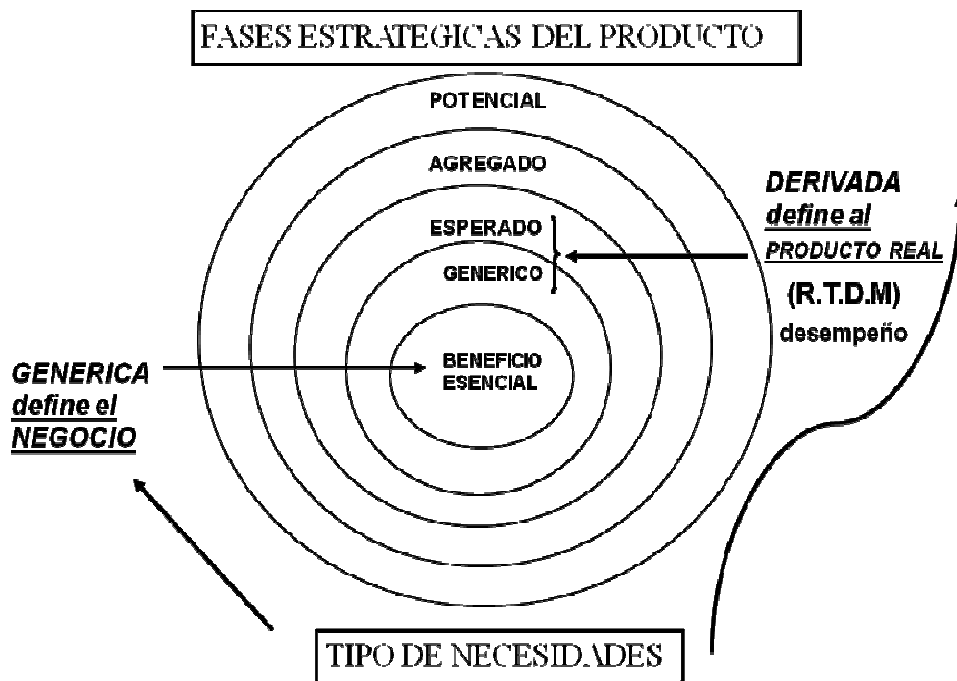 FASES ESTRATEGICAS DEL PRODUCTO
POTENCIAL
AGREGADO
ESPERADO
GENERICO
BENEFICIO
ESENCIAL
DERIVADA
define al
PRODUCTO REAL
(R.T.D.M)
desempeño
GENERICA
define el
NEGOCIO
TIPO DE NECESIDADES